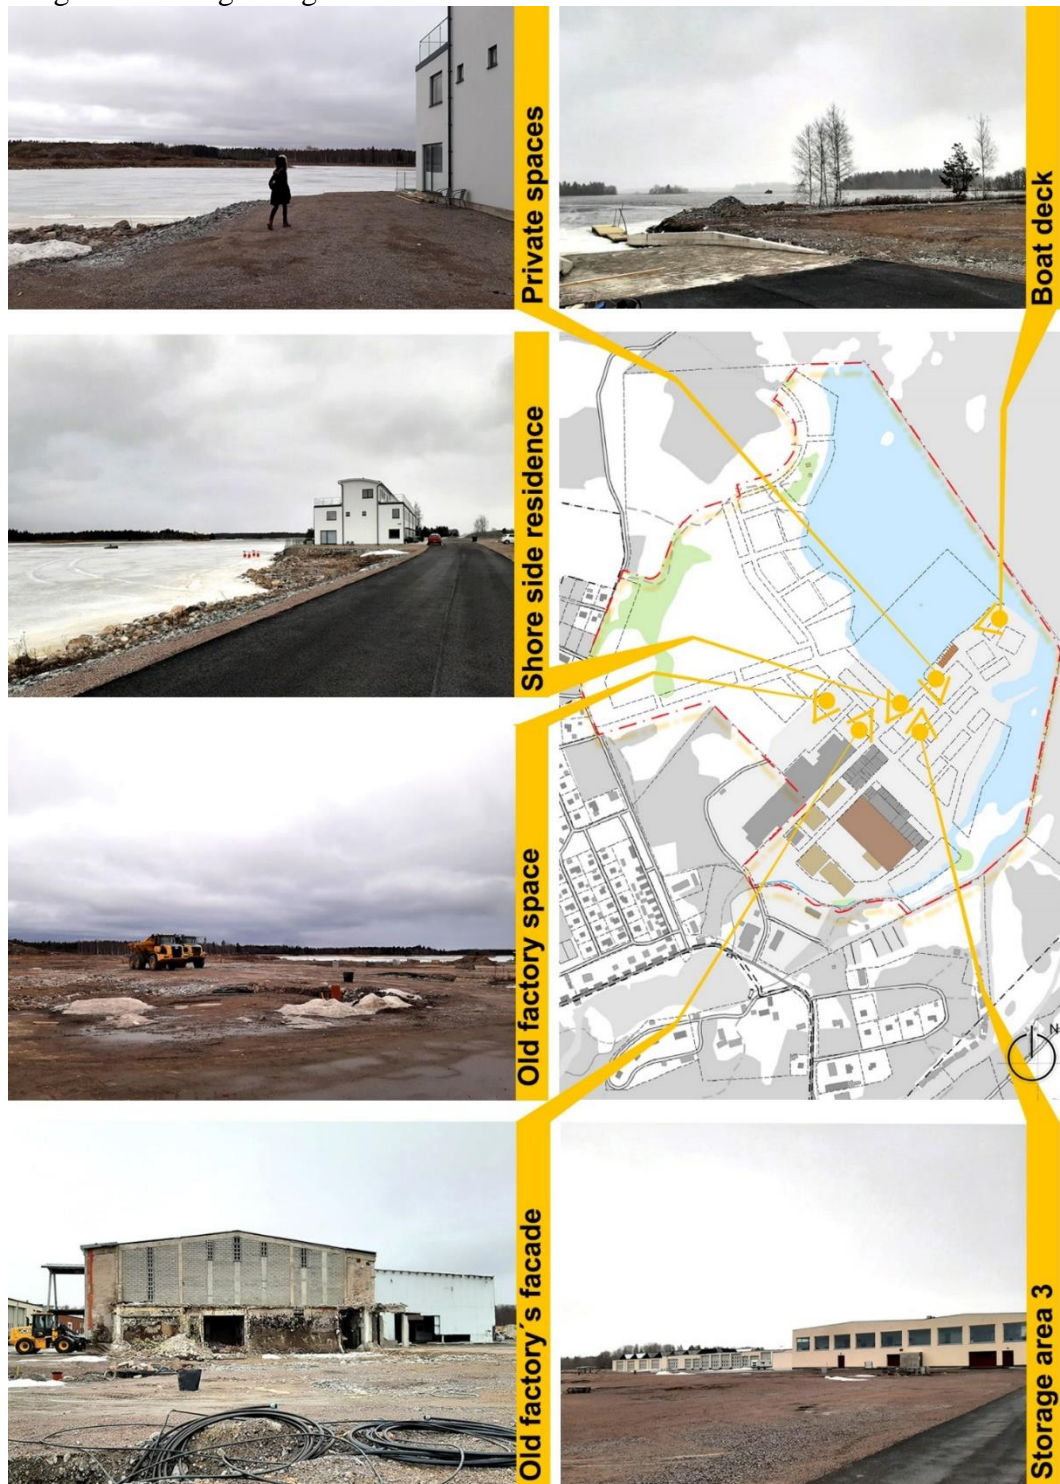 Private spaces
Boat deck
Shore side residence
Old factory space
N
Old factory´s facade
Storage area 3